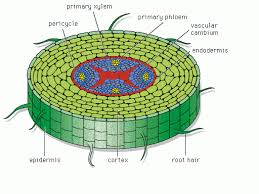 primary xylem
primary phloem
pericycle
vascular
cambium
endodermis
epidermis
cortex
root hair